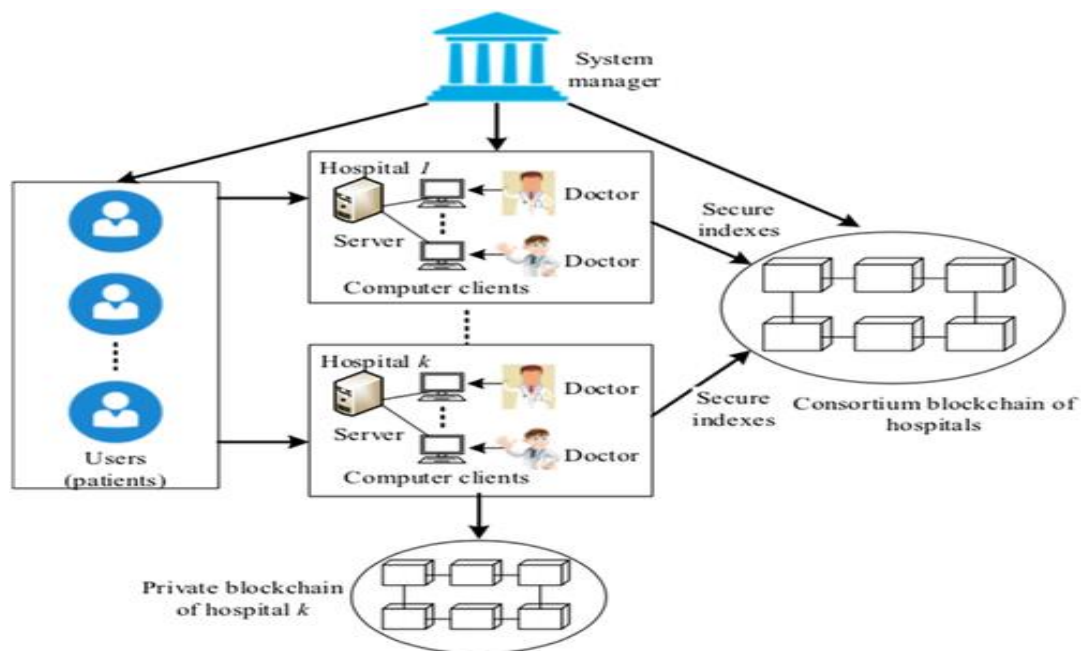 System
manager
Hospital 1
Doctor
Server
Doctor
Computer clients
Secure
indexes
Hospital k
Doctor
Server
Doctor
Computer clients
Secure
indexes
Consortium blockchain of
hospitals
Users
(patients)
Private blockchain
of hospital k